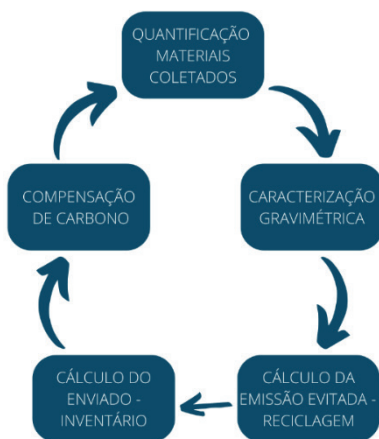 QUANTIFICAÇÃO
MATERIAIS
COLETADOS
CARACTERIZAÇÃO
GRAVIMÉTRICA
CÁLCULO DA
EMISSÃO EVITADA -
RECICLAGEM
CÁLCULO DO
ENVIADO -
INVENTÁRIO
COMPENSAÇÃO
DE CARBONO